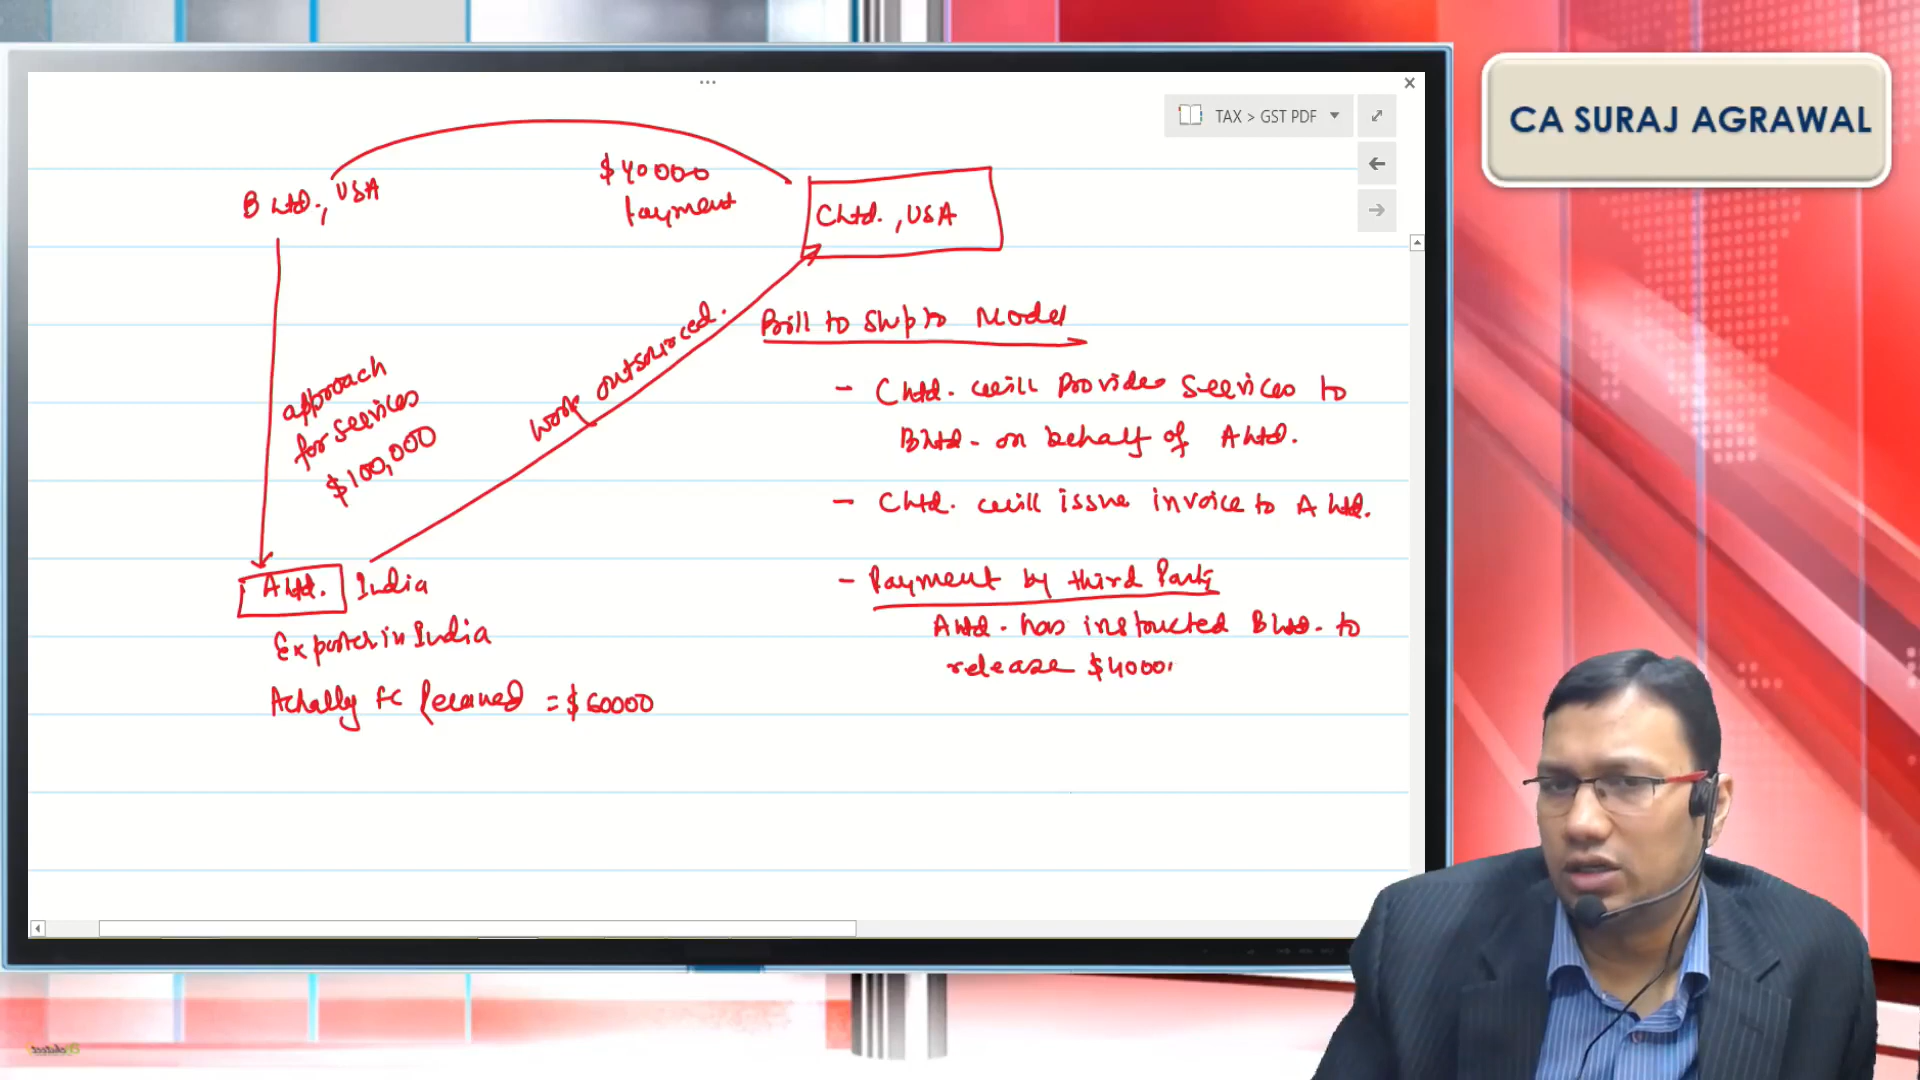 CA SURAJ AGRAWAL
TAX > GST PDF
B Ltd., USA
$40000
Payment
C Ltd., USA
approach
for services
$100,000
work outsourced.
Bill to Ship to Model
- C Ltd. will Provide services to
B Ltd. on behalf of A Ltd.
- C Ltd. will issue invoice to A Ltd.
- Payment by third Party
A Ltd. has instructed B Ltd. to
release $4000
A Ltd. India
Exporter in India
Actually FC Received = $60000